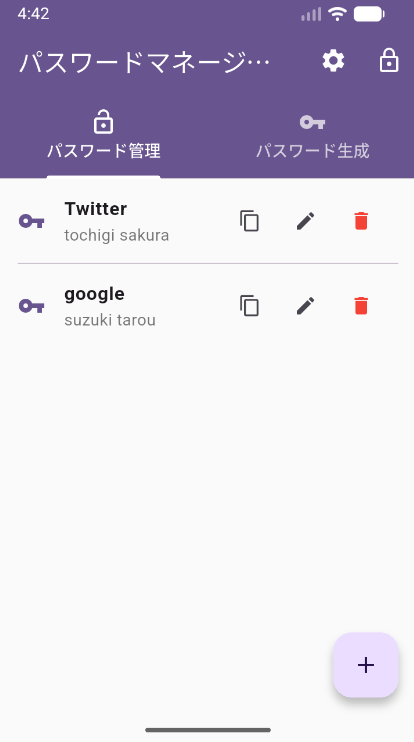 4:42
パスワードマネージ…
パスワード管理
パスワード生成
Twitter
tochigi sakura
google
suzuki tarou